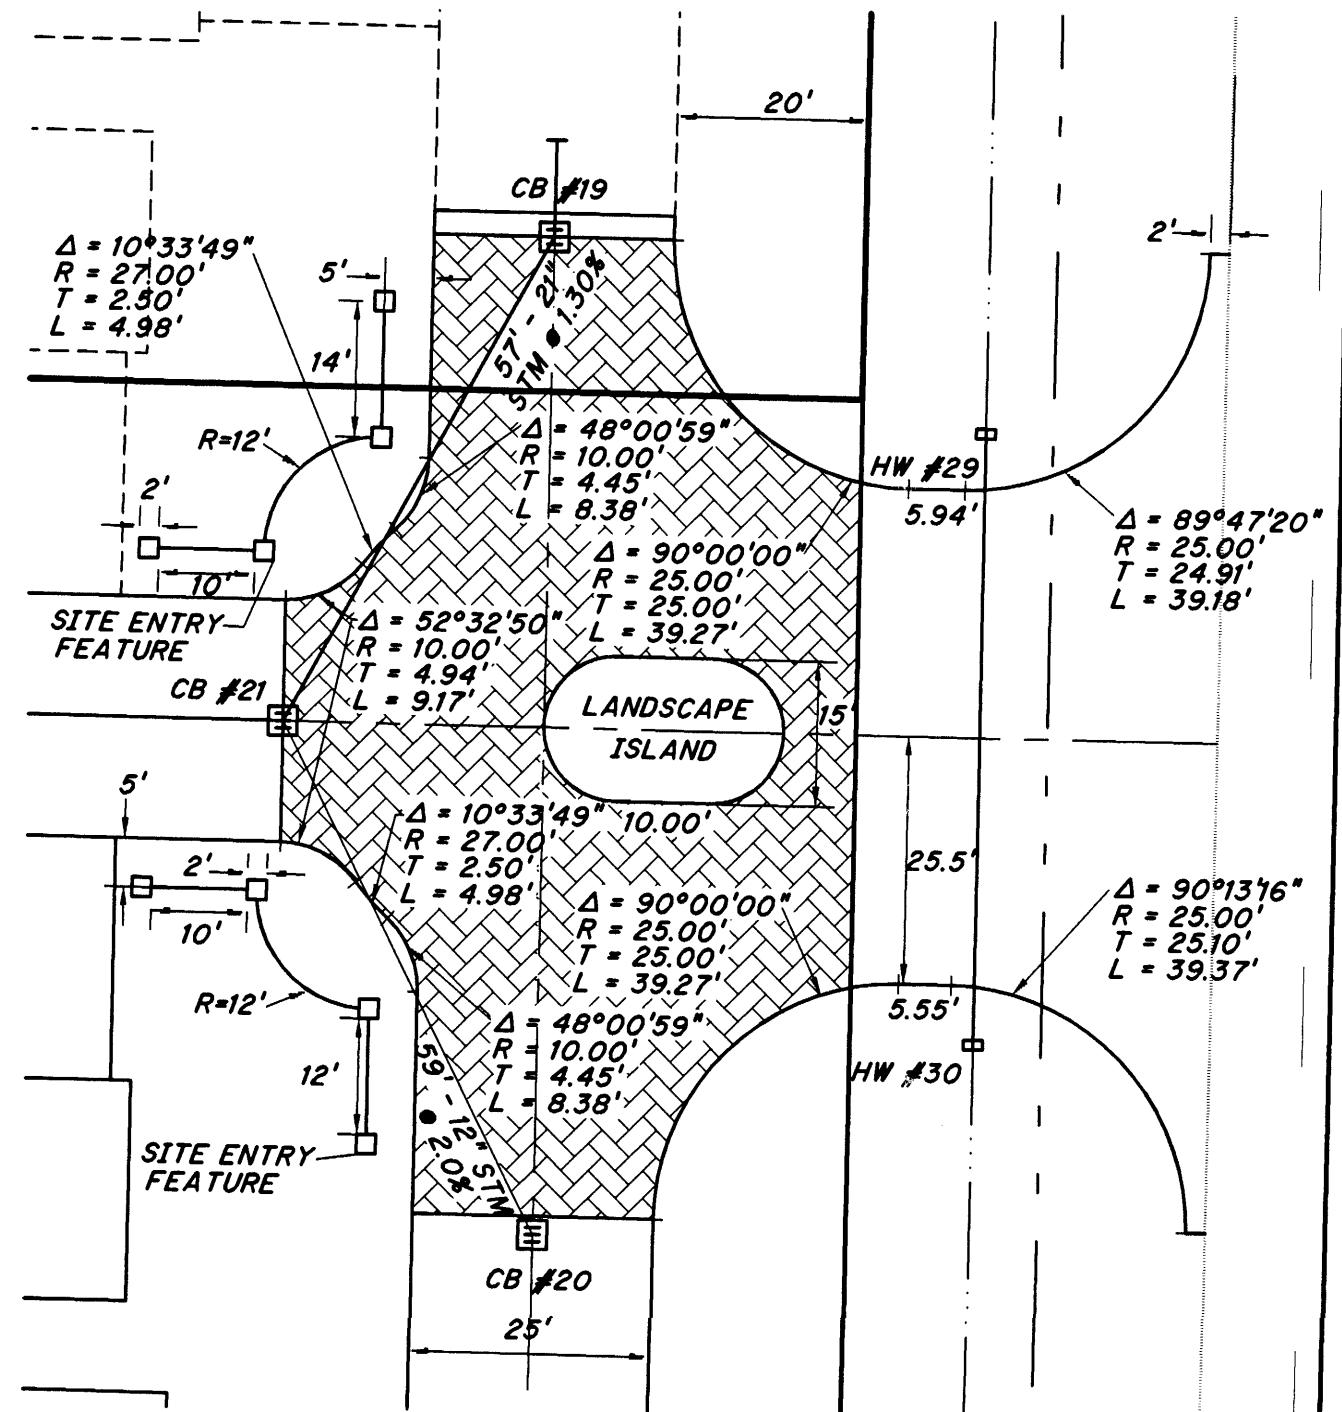 20'
CB #19
2'
Δ = 10°33'49"
R = 27.00'
T = 2.50'
L = 4.98'
5'
14'
57' - 21"
STM @ 1.30%
R=12'
2'
10'
Δ = 48°00'59"
R = 10.00'
T = 4.45'
L = 8.38'
HW #29
5.94'
Δ = 89°47'20"
R = 25.00'
T = 24.91'
L = 39.18'
Δ = 90°00'00"
R = 25.00'
T = 25.00'
L = 39.27'
SITE ENTRY
FEATURE
Δ = 52°32'50"
R = 10.00'
T = 4.94'
L = 9.17'
CB #21
LANDSCAPE
ISLAND
15'
5'
10.00'
Δ = 10°33'49"
R = 27.00'
T = 2.50'
L = 4.98'
25.5'
2'
10'
Δ = 90°00'00"
R = 25.00'
T = 25.00'
L = 39.27'
Δ = 90°13'16"
R = 25.00'
T = 25.10'
L = 39.37'
R=12'
5.55'
Δ = 48°00'59"
R = 10.00'
T = 4.45'
L = 8.38'
HW #30
12'
59' - 12" STM
@ 2.0%
SITE ENTRY
FEATURE
CB #20
25'